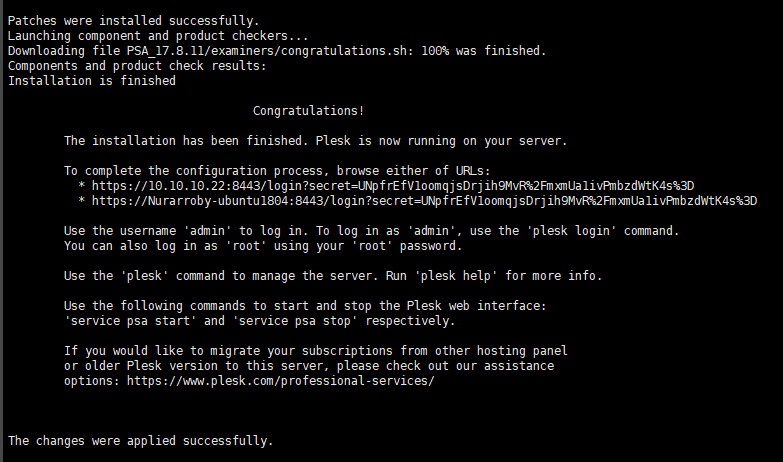 Patches were installed successfully.
Launching component and product checkers...
Downloading file PSA_17.8.11/examiners/congratulations.sh: 100% was finished.
Components and product check results:
Installation is finished
Congratulations!
The installation has been finished. Plesk is now running on your server.
To complete the configuration process, browse either of URLs:
* https://10.10.10.22:8443/login?secret=UNpfrEfV1oomqjsDrjih9MvR%2FmxmUa1ivPmbzdWtK4s%3D
* https://Nurarroby-ubuntu1804:8443/login?secret=UNpfrEfV1oomqjsDrjih9MvR%2FmxmUa1ivPmbzdWtK4s%3D
Use the username 'admin' to log in. To log in as 'admin', use the 'plesk login' command.
You can also log in as 'root' using your 'root' password.
Use the 'plesk' command to manage the server. Run 'plesk help' for more info.
Use the following commands to start and stop the Plesk web interface:
'service psa start' and 'service psa stop' respectively.
If you would like to migrate your subscriptions from other hosting panel
or older Plesk version to this server, please check out our assistance
options: https://www.plesk.com/professional-services/
The changes were applied successfully.